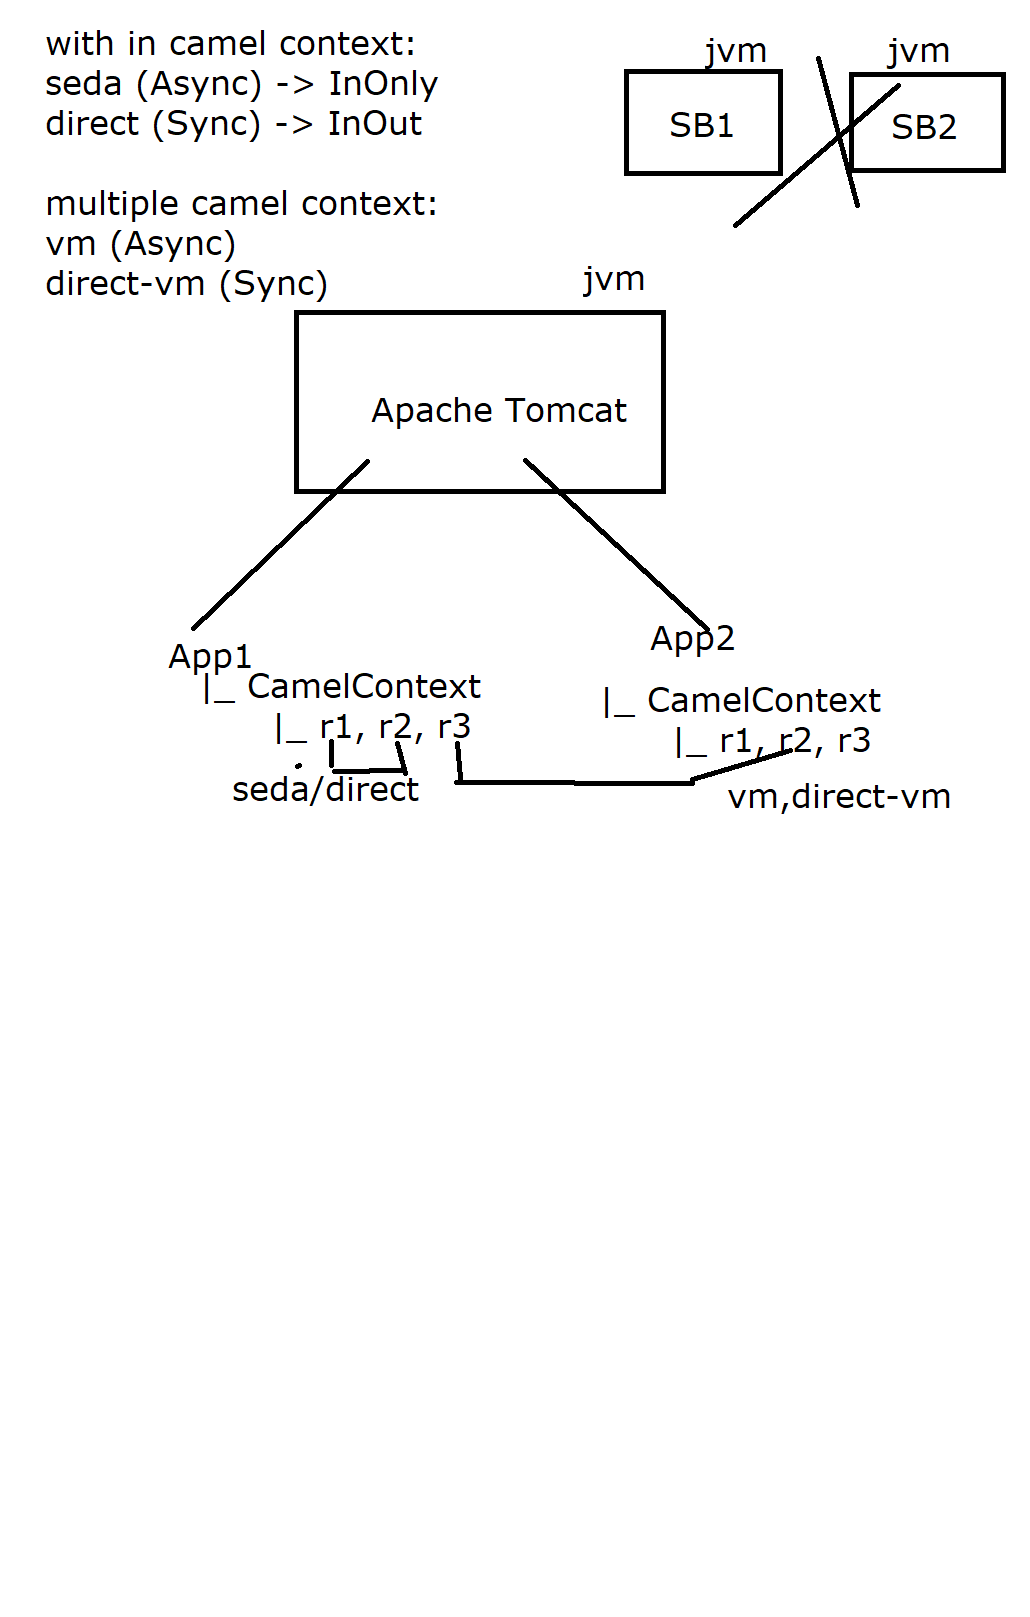 with in camel context:
seda (Async) -> InOnly
direct (Sync) -> InOut
jvm
jvm
SB1
SB2
multiple camel context:
vm (Async)
direct-vm (Sync)
jvm
Apache Tomcat
App1
|_ CamelContext
|_ r1, r2, r3
seda/direct
App2
|_ CamelContext
|_ r1, r2, r3
vm,direct-vm